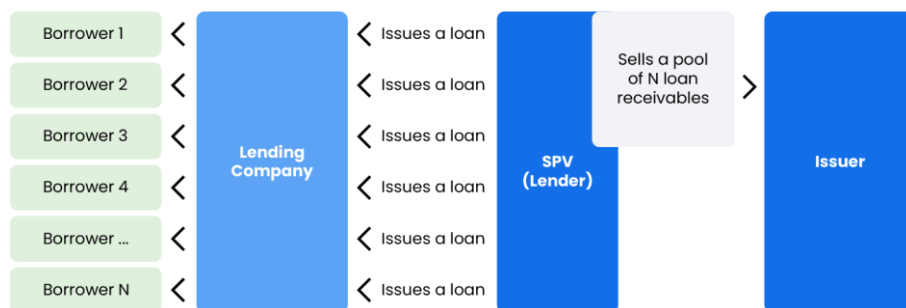 Borrower 1
Issues a loan
Sells a pool
of N loan
receivables
Borrower 2
Issues a loan
Borrower 3
Issues a loan
Lending
Company
SPV
(Lender)
Issuer
Borrower 4
Issues a loan
Borrower ...
Issues a loan
Borrower N
Issues a loan